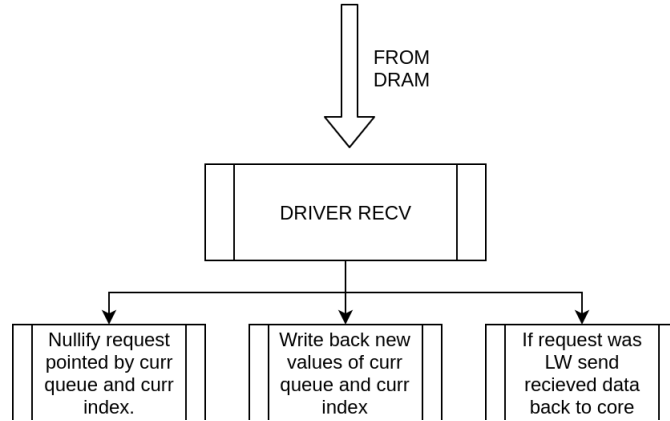 FROM
DRAM
DRIVER RECV
Nullify request
pointed by curr
queue and curr
index.
Write back new
values of curr
queue and curr
index
If request was
LW send
recieved data
back to core